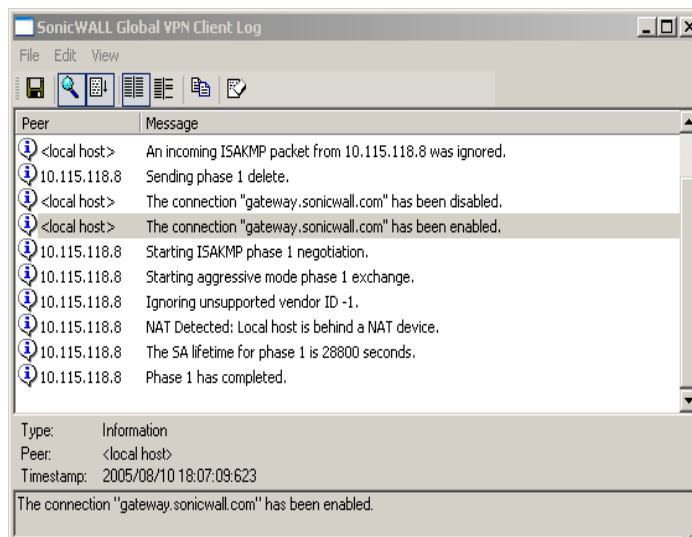 SonicWALL Global VPN Client Log
File Edit View
Peer Message
<local host> An incoming ISAKMP packet from 10.115.118.8 was ignored.
10.115.118.8 Sending phase 1 delete.
<local host> The connection "gateway.sonicwall.com" has been disabled.
<local host> The connection "gateway.sonicwall.com" has been enabled.
10.115.118.8 Starting ISAKMP phase 1 negotiation.
10.115.118.8 Starting aggressive mode phase 1 exchange.
10.115.118.8 Ignoring unsupported vendor ID -1.
10.115.118.8 NAT Detected: Local host is behind a NAT device.
10.115.118.8 The SA lifetime for phase 1 is 28800 seconds.
10.115.118.8 Phase 1 has completed.
Type: Information
Peer: <local host>
Timestamp: 2005/08/10 18:07:09:623
The connection "gateway.sonicwall.com" has been enabled.